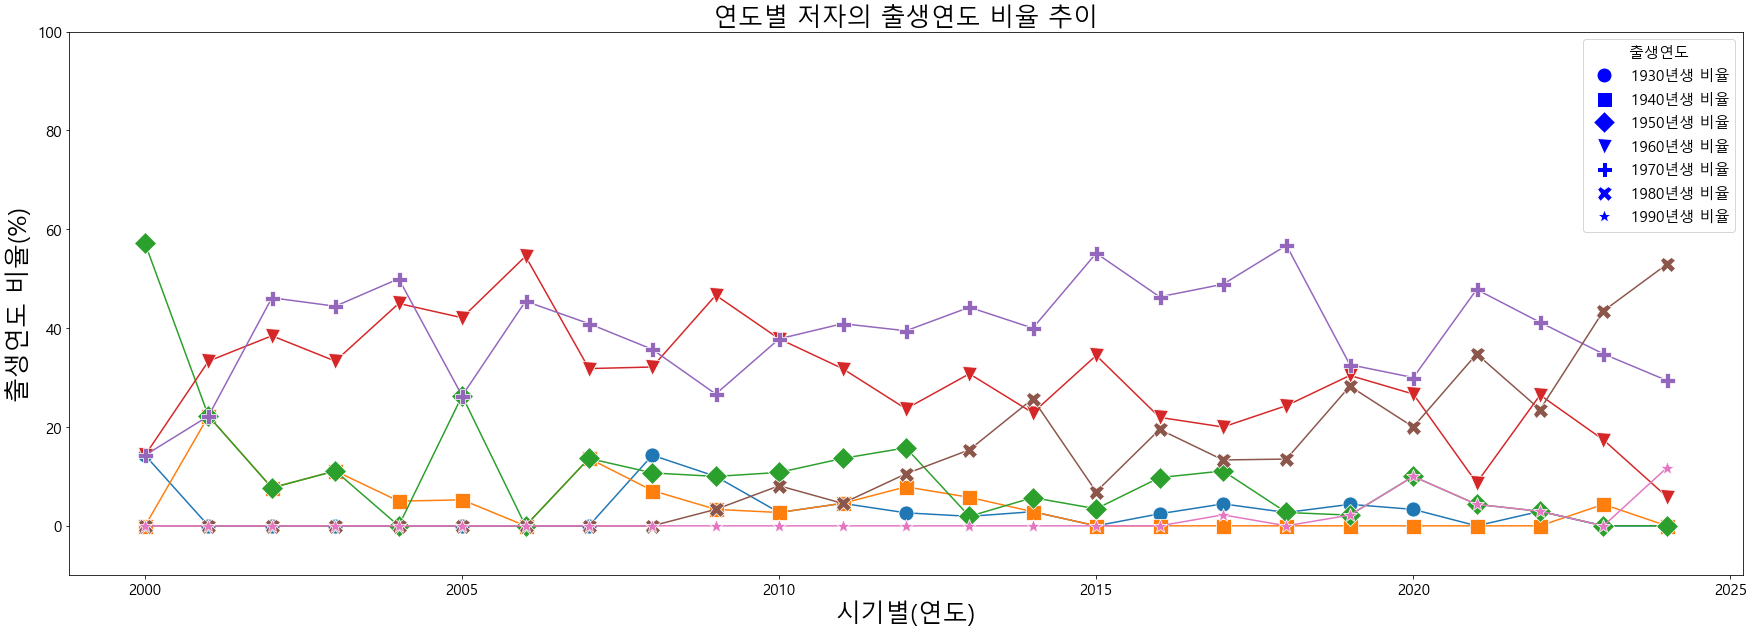 연도별 저자의 출생연도 비율 추이
출생연도 비율(%)
100
80
60
40
20
0
출생연도
1930년생 비율
1940년생 비율
1950년생 비율
1960년생 비율
1970년생 비율
1980년생 비율
1990년생 비율
2000 2005 2010 2015 2020 2025
시기별(연도)